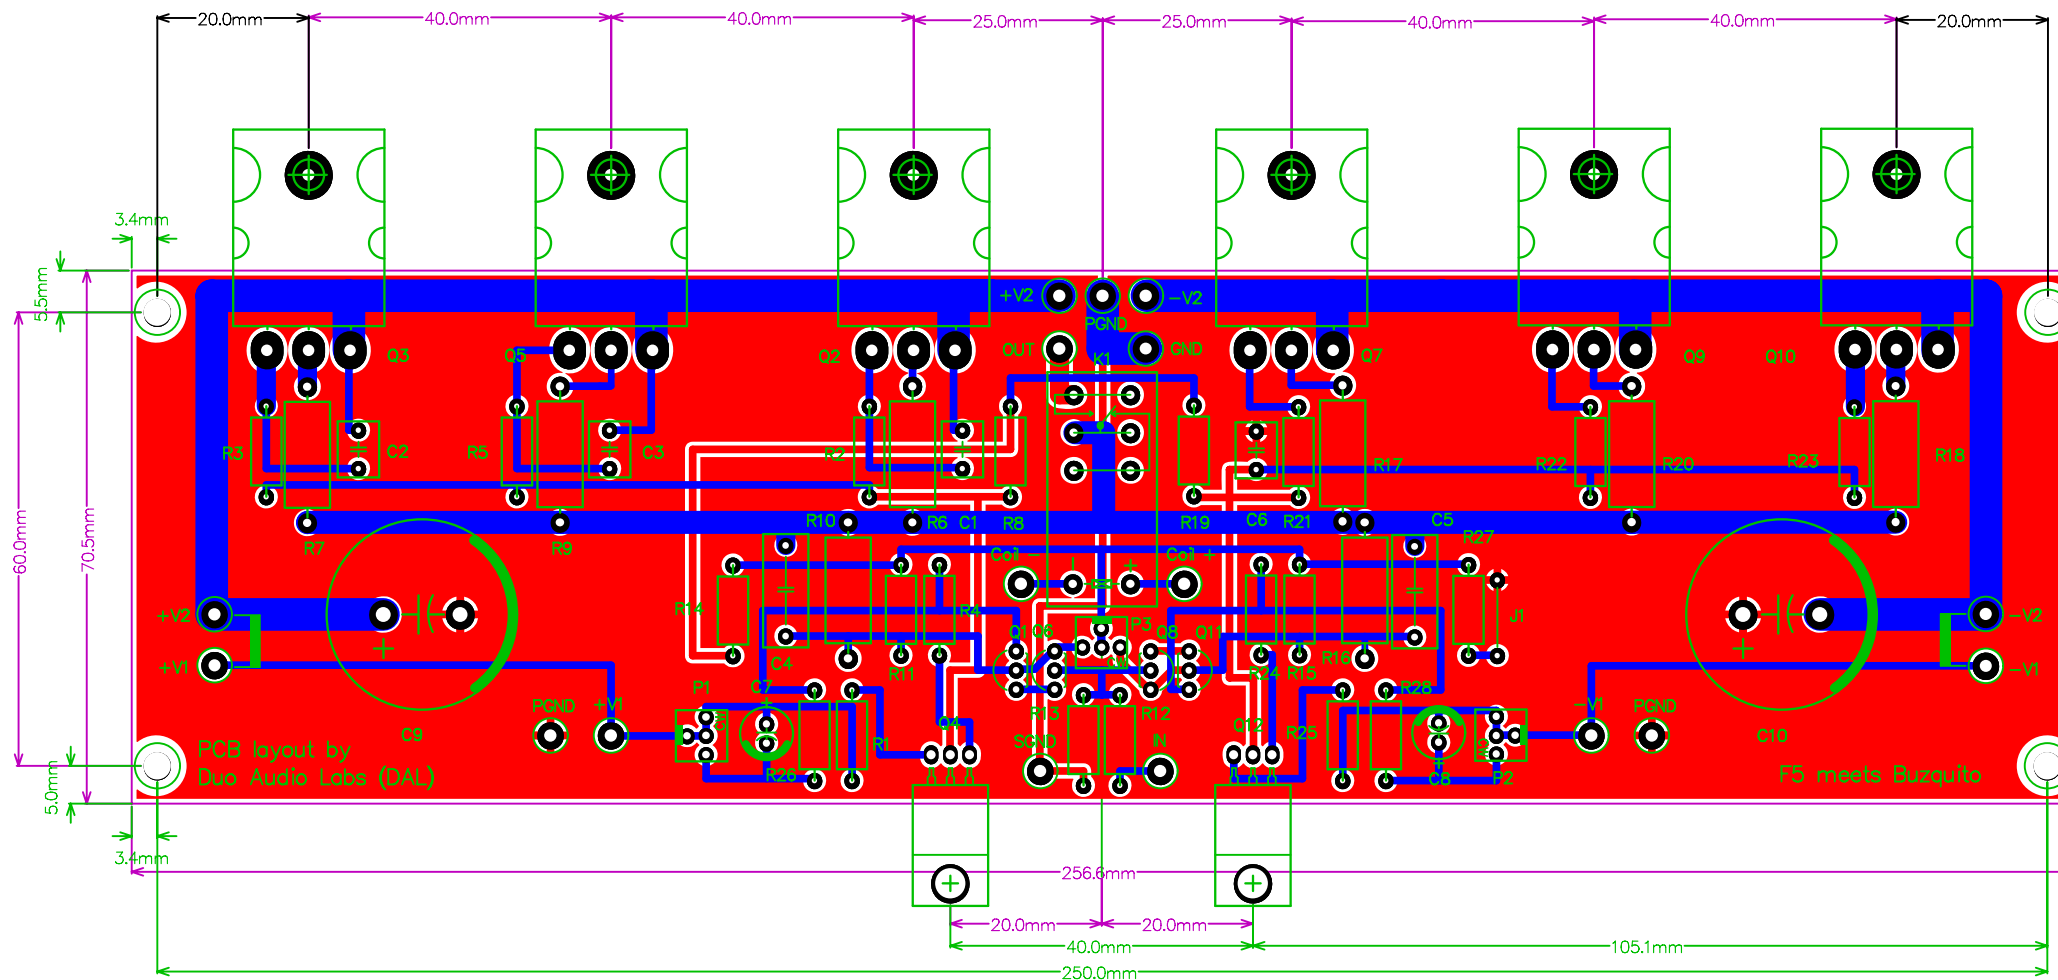 20.0mm
40.0mm
40.0mm
25.0mm
25.0mm
40.0mm
40.0mm
20.0mm
3.4mm
5.5mm
60.0mm
70.5mm
+V2
PGND
-V2
OUT
GND
K1
Q3
Q5
Q2
Q7
Q9
Q10
R3
C2
R5
C3
R2
R17
R22
R20
R23
R18
R7
R9
R10
R6
C1
R8
R19
C6
R21
C5
R27
Coil -
Coil +
- +
R14
C4
R11
R4
Q1
Q6
P3
CW
Q8
Q11
R24
R15
R16
J1
+V2
+V1
-V2
-V1
+
+
C9
PGND
+V1
P1
CW
C7
+
R26
R1
Q4
R13
R12
SGND
IN
Q12
R25
R28
C8
+
CW
P2
-V1
PGND
C10
PCB layout by
Duo Audio Labs (DAL)
F5 meets Buzquito
5.0mm
3.4mm
256.6mm
20.0mm
20.0mm
40.0mm
105.1mm
250.0mm